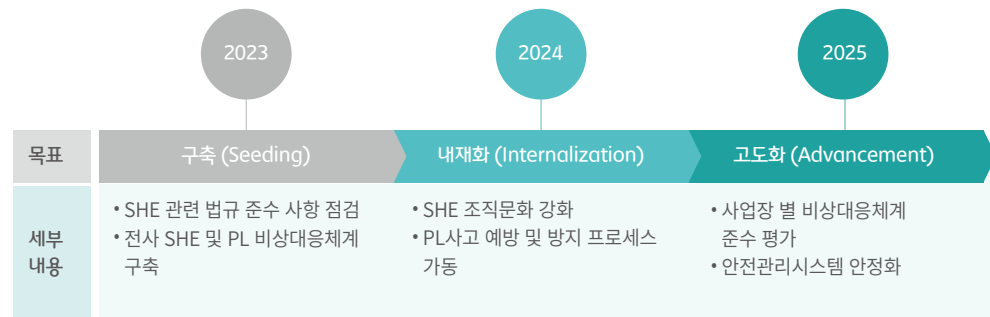 2023
2024
2025
목표
구축 (Seeding)
내재화 (Internalization)
고도화 (Advancement)
세부
내용
• SHE 관련 법규 준수 사항 점검
• 전사 SHE 및 PL 비상대응체계
구축
• SHE 조직문화 강화
• PL사고 예방 및 방지 프로세스
가동
• 사업장 별 비상대응체계
준수 평가
• 안전관리시스템 안정화